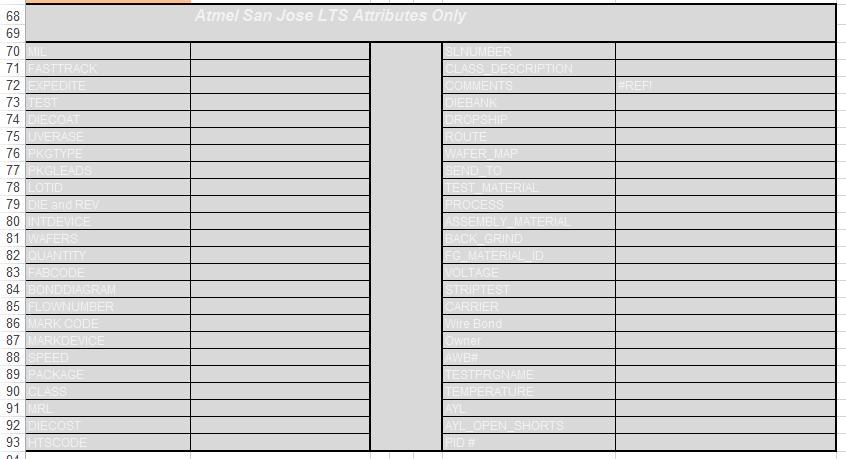 68 Atmel San Jose LTS Attributes Only
69
70 MIL SLNUMBER
71 FASTTRACK CLASS_DESCRIPTION
72 EXPEDITE COMMENTS #REF!
73 TEST DIEBANK
74 DIECOAT DROPSHIP
75 UVERASE ROUTE
76 PKGTYPE WAFER_MAP
77 PKGLEADS SEND_TO
78 LOTID TEST_MATERIAL
79 DIE and REV PROCESS
80 INTDEVICE ASSEMBLY_MATERIAL
81 WAFERS BACK_GRIND
82 QUANTITY FG_MATERIAL_ID
83 FABCODE VOLTAGE
84 BONDDIAGRAM STRIPTEST
85 FLOWNUMBER CARRIER
86 MARK CODE Wire Bond
87 MARKDEVICE Owner
88 SPEED AWB#
89 PACKAGE TESTPRGNAME
90 CLASS TEMPERATURE
91 MRL AYL
92 DIECOST AYL_OPEN_SHORTS
93 HTSCODE PID #